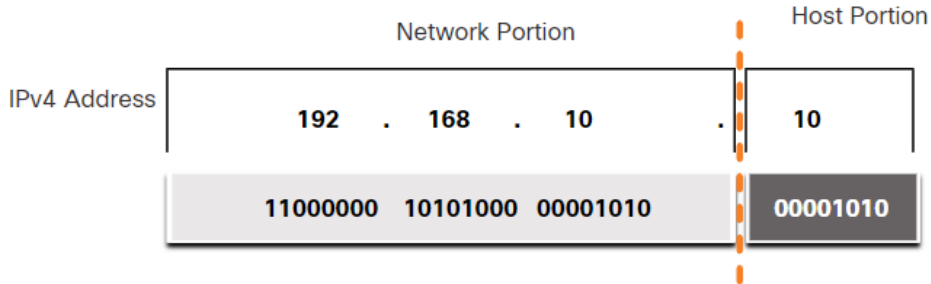 Host Portion
Network Portion
IPv4 Address
192 . 168 . 10 . 10
11000000 10101000 00001010 00001010